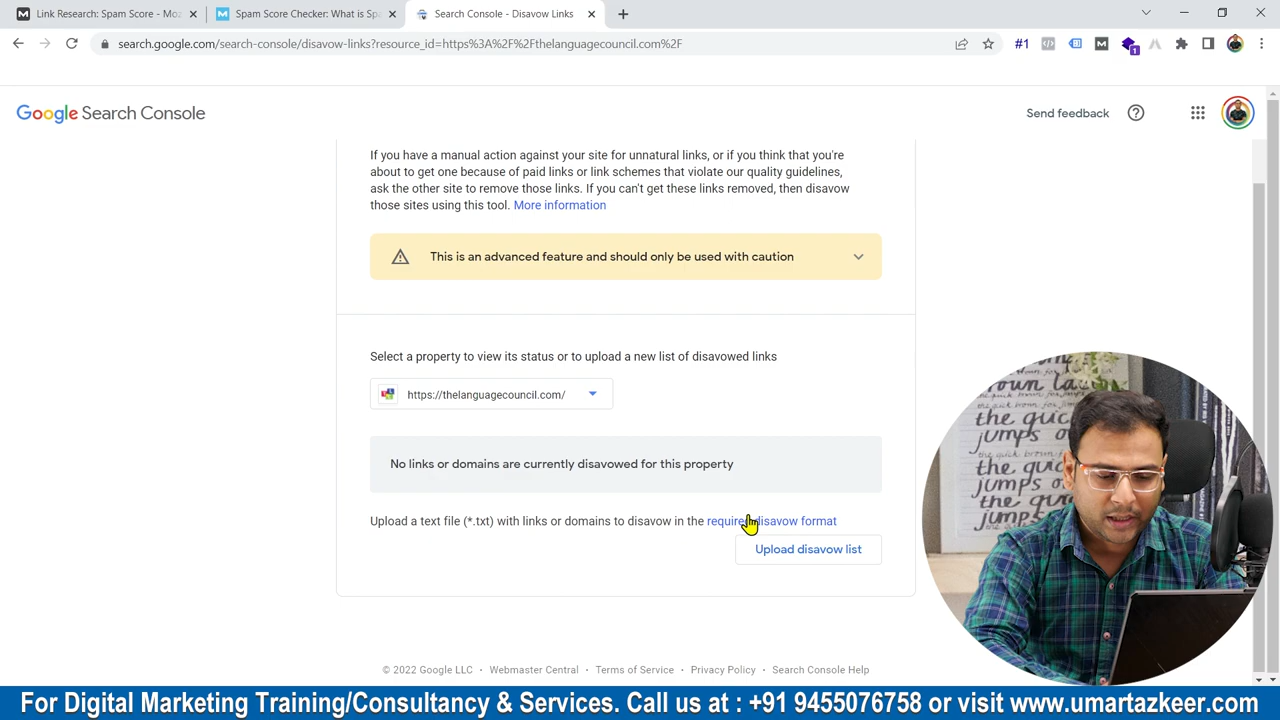 Link Research: Spam Score - Moz
Spam Score Checker: What is Sp
Search Console - Disavow Links
search.google.com/search-console/disavow-links?resource_id=https%3A%2F%2Fthelanguagecouncil.com%2F
#1
1
Google Search Console
Send feedback
If you have a manual action against your site for unnatural links, or if you think that you're
about to get one because of paid links or link schemes that violate our quality guidelines,
ask the other site to remove those links. If you can't get these links removed, then disavow
those sites using this tool. More information
This is an advanced feature and should only be used with caution
Select a property to view its status or to upload a new list of disavowed links
https://thelanguagecouncil.com/
No links or domains are currently disavowed for this property
Upload a text file (*.txt) with links or domains to disavow in the required disavow format
Upload disavow list
© 2022 Google LLC • Webmaster Central • Terms of Service • Privacy Policy • Search Console Help
For Digital Marketing Training/Consultancy & Services. Call us at : +91 9455076758 or visit www.umartazkeer.com